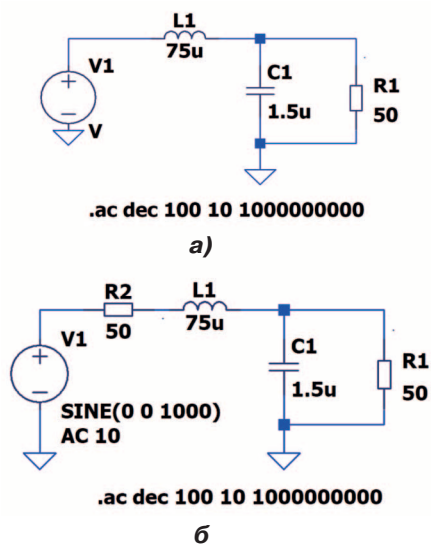 L1
75u
V1
C1
1.5u
R1
50
V
.ac dec 100 10 1000000000
а)
R2
50
L1
75u
V1
C1
1.5u
R1
50
SINE(0 0 1000)
AC 10
.ac dec 100 10 1000000000
б